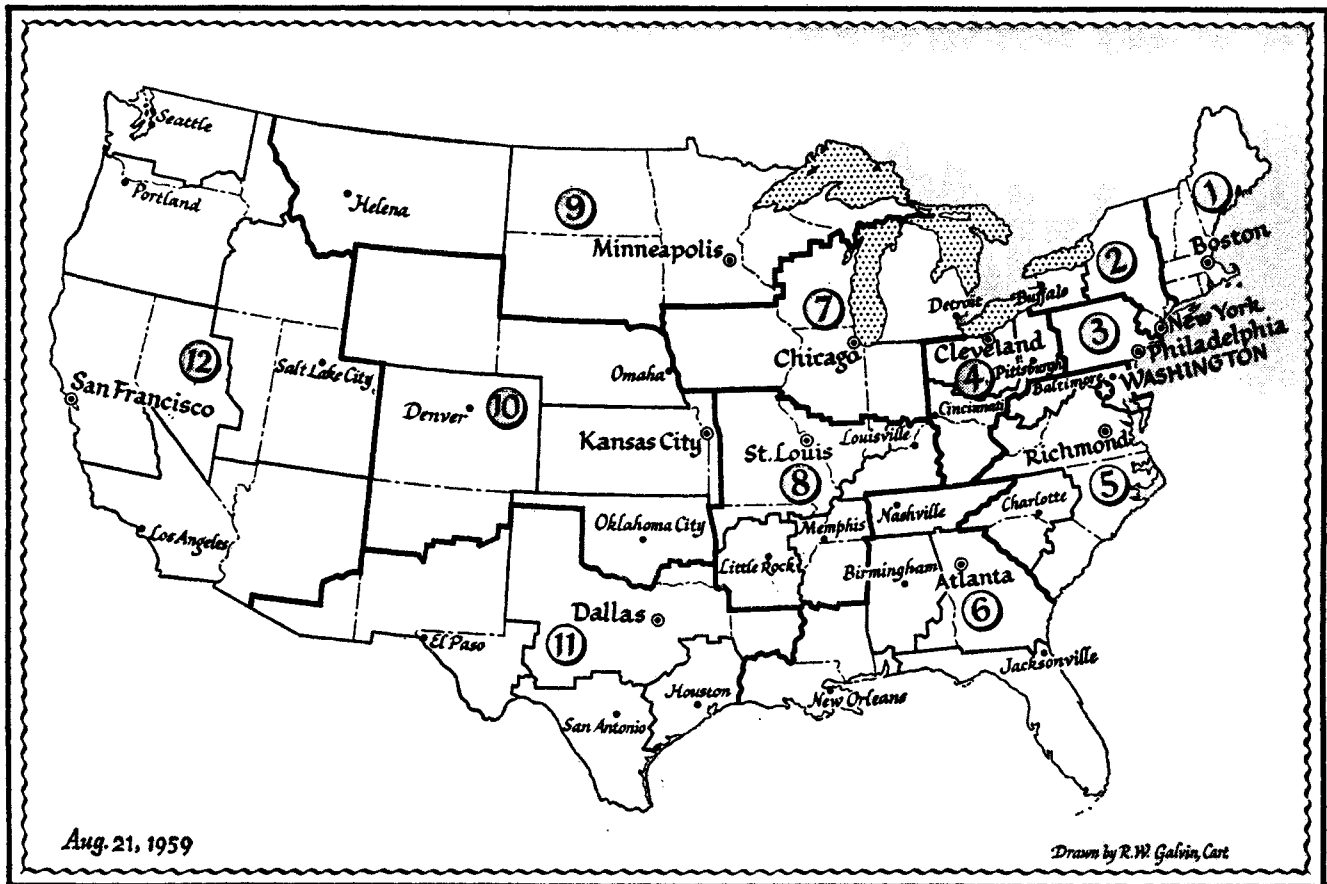 Seattle
Portland
Helena
9
Minneapolis
1
Boston
2
Buffalo
Detroit
7
Chicago
Cleveland
4
Pittsburgh
3
New York
Philadelphia
Baltimore
WASHINGTON
Cincinnati
12
Salt Lake City
San Francisco
Omaha
Denver
10
Kansas City
St. Louis
8
Louisville
Richmond
5
Charlotte
Nashville
Memphis
Oklahoma City
Little Rock
Los Angeles
Birmingham
Atlanta
6
Dallas
11
El Paso
Houston
San Antonio
New Orleans
Jacksonville
Aug. 21, 1959
Drawn by R.W. Galvin, Cart.